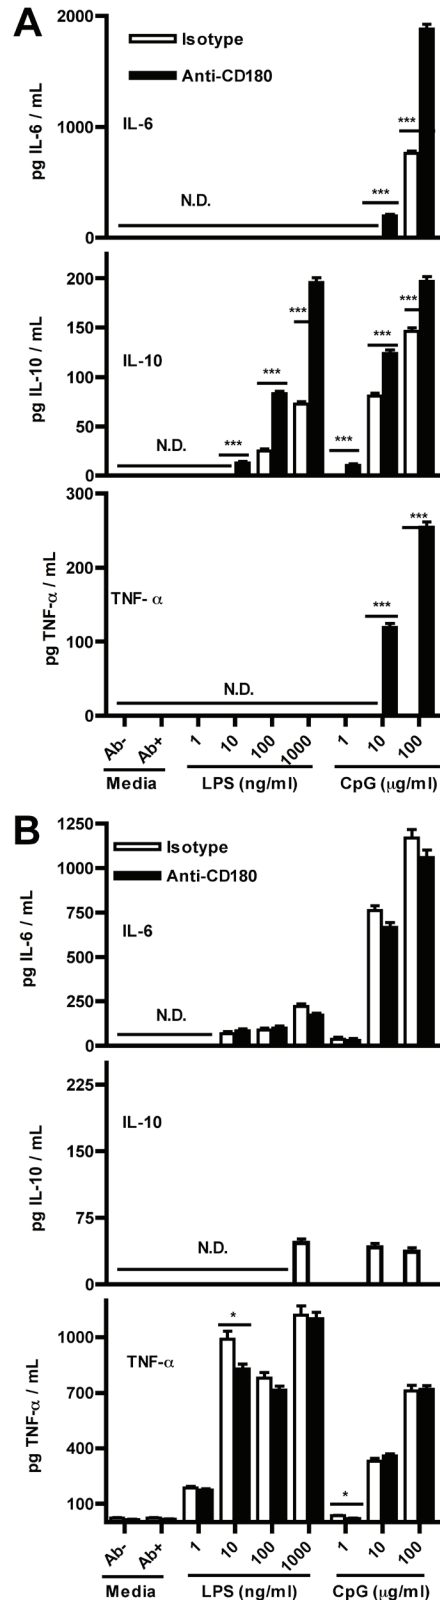 A
2000
Isotype
Anti-CD180
IL-6
1000
pg IL-6 / mL
***
***
N.D.
0
200
***
***
150
IL-10
***
***
100
pg IL-10 / mL
50
N.D.
***
***
0
300
***
200
TNF- α
***
pg TNF-α / mL
100
N.D.
0
Ab- Ab+ 1 10 100 1000 1 10 100
Media LPS (ng/ml) CpG (μg/ml)
B
1250
Isotype
1000
Anti-CD180
750
IL-6
pg IL-6 / mL
500
250
N.D.
0
225
IL-10
150
pg IL-10 / mL
75
N.D.
0
*
1000
TNF-α
700
pg TNF-α / mL
400
*
100
Ab- Ab+ 1 10 100 1000 1 10 100
Media LPS (ng/ml) CpG (μg/ml)